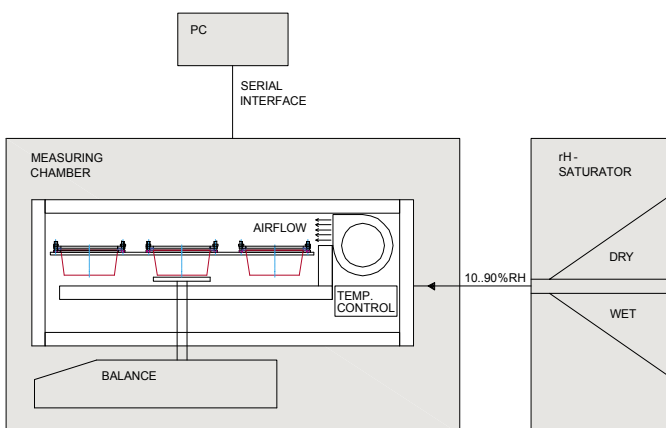 PC
SERIAL
INTERFACE
MEASURING
CHAMBER
rH-
SATURATOR
AIRFLOW
DRY
10..90%RH
TEMP.
CONTROL
WET
BALANCE